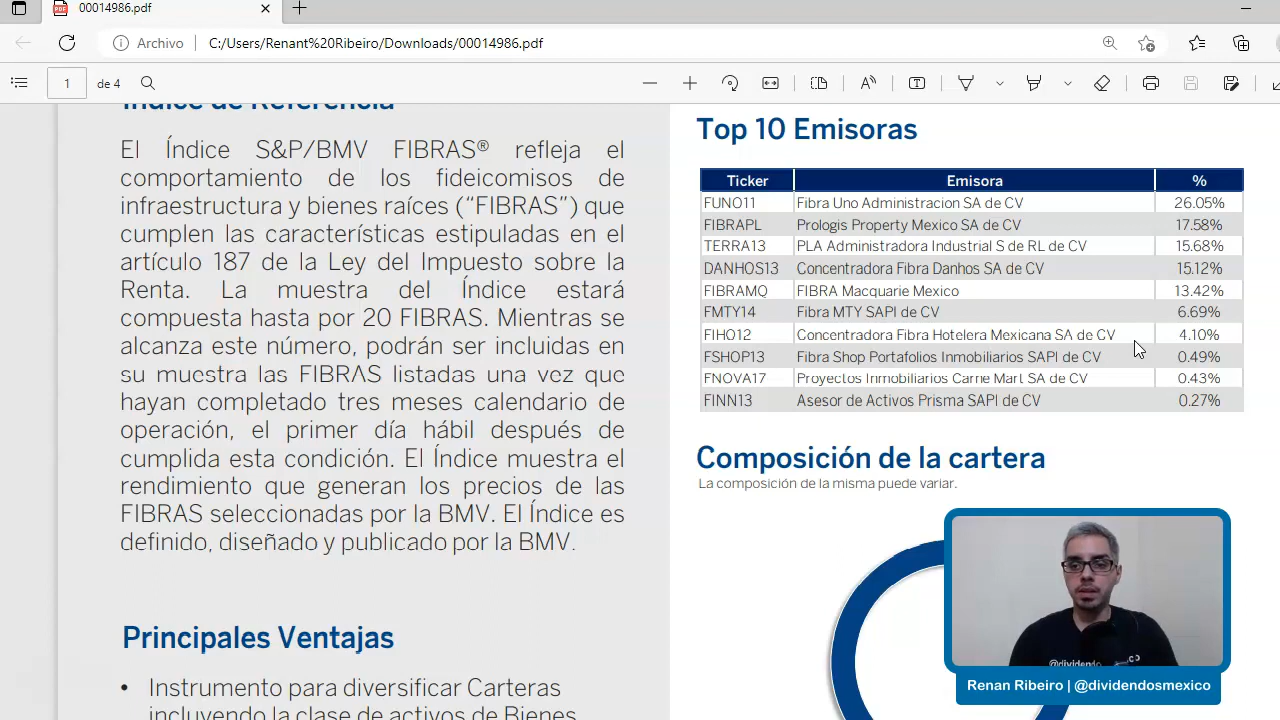 00014986.pdf
Archivo
C:/Users/Renant%20Ribeiro/Downloads/00014986.pdf
1
de 4
Índice de Referencia
El Índice S&P/BMV FIBRAS® refleja el
comportamiento de los fideicomisos de
infraestructura y bienes raíces (“FIBRAS”) que
cumplen las características estipuladas en el
artículo 187 de la Ley del Impuesto sobre la
Renta. La muestra del Índice estará
compuesta hasta por 20 FIBRAS. Mientras se
alcanza este número, podrán ser incluidas en
su muestra las FIBRAS listadas una vez que
hayan completado tres meses calendario de
operación, el primer día hábil después de
cumplida esta condición. El Índice muestra el
rendimiento que generan los precios de las
FIBRAS seleccionadas por la BMV. El Índice es
definido, diseñado y publicado por la BMV.
Principales Ventajas
• Instrumento para diversificar Carteras
incluyendo la clase de activos de Bienes
Top 10 Emisoras
Ticker Emisora %
FUNO11 Fibra Uno Administracion SA de CV 26.05%
FIBRAPL Prologis Property Mexico SA de CV 17.58%
TERRA13 PLA Administradora Industrial S de RL de CV 15.68%
DANHOS13 Concentradora Fibra Danhos SA de CV 15.12%
FIBRAMQ FIBRA Macquarie Mexico 13.42%
FMTY14 Fibra MTY SAPI de CV 6.69%
FIHO12 Concentradora Fibra Hotelera Mexicana SA de CV 4.10%
FSHOP13 Fibra Shop Portafolios Inmobiliarios SAPI de CV 0.49%
FNOVA17 Proyectos Inmobiliarios Carne Mart SA de CV 0.43%
FINN13 Asesor de Activos Prisma SAPI de CV 0.27%
Composición de la cartera
La composición de la misma puede variar.
Renan Ribeiro | @dividendosmexico